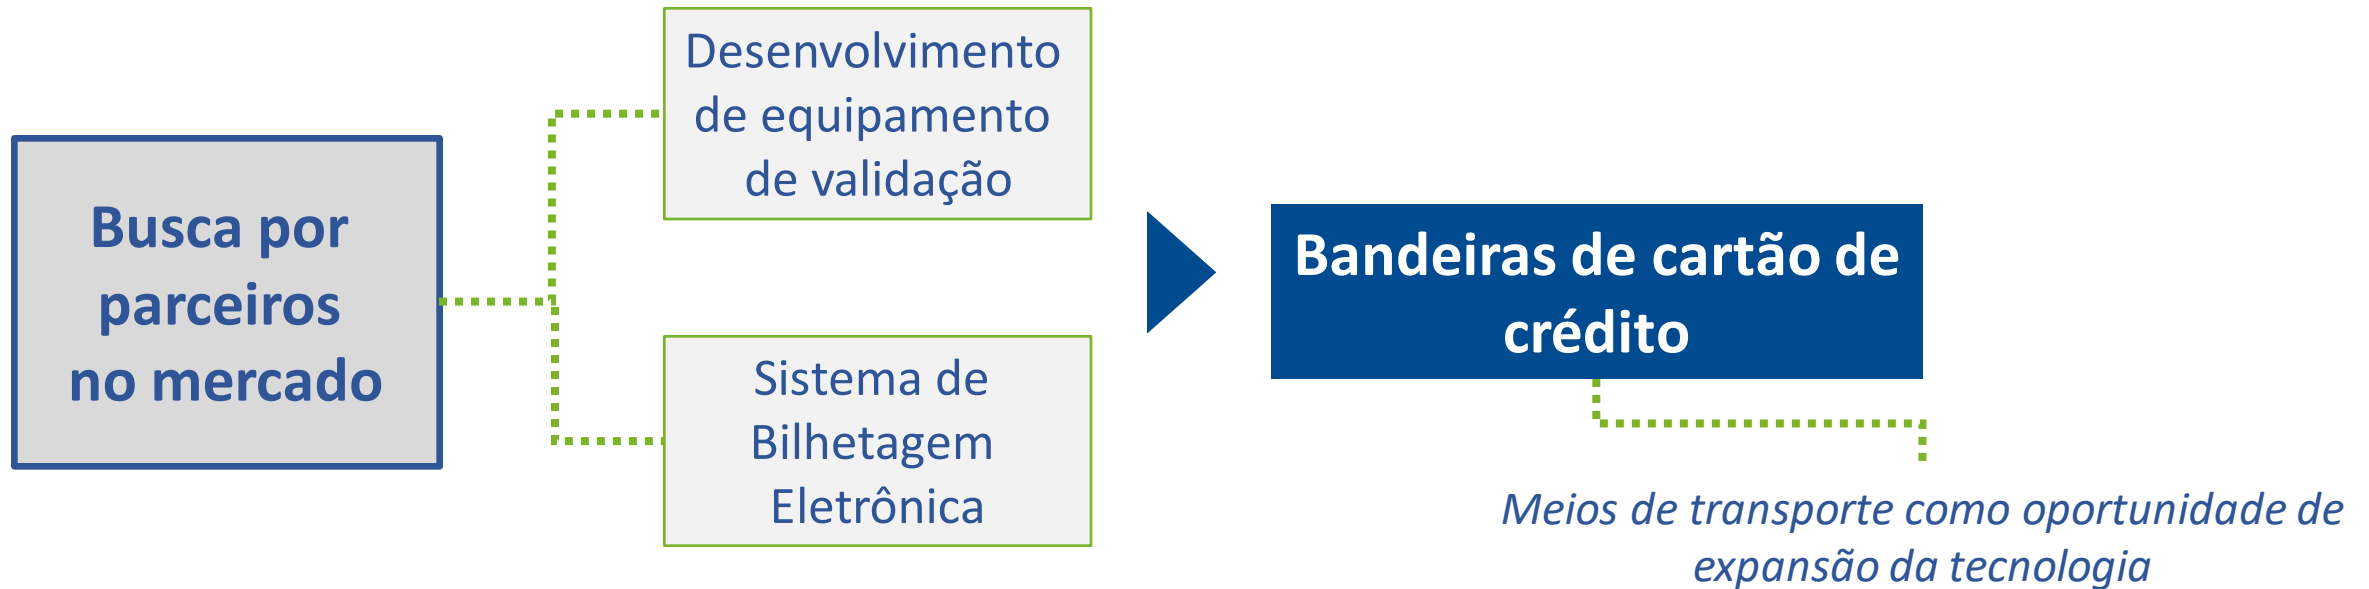 Busca por
parceiros
no mercado
Desenvolvimento
de equipamento
de validação
Sistema de
Bilhetagem
Eletrônica
Bandeiras de cartão de
crédito
Meios de transporte como oportunidade de
expansão da tecnologia